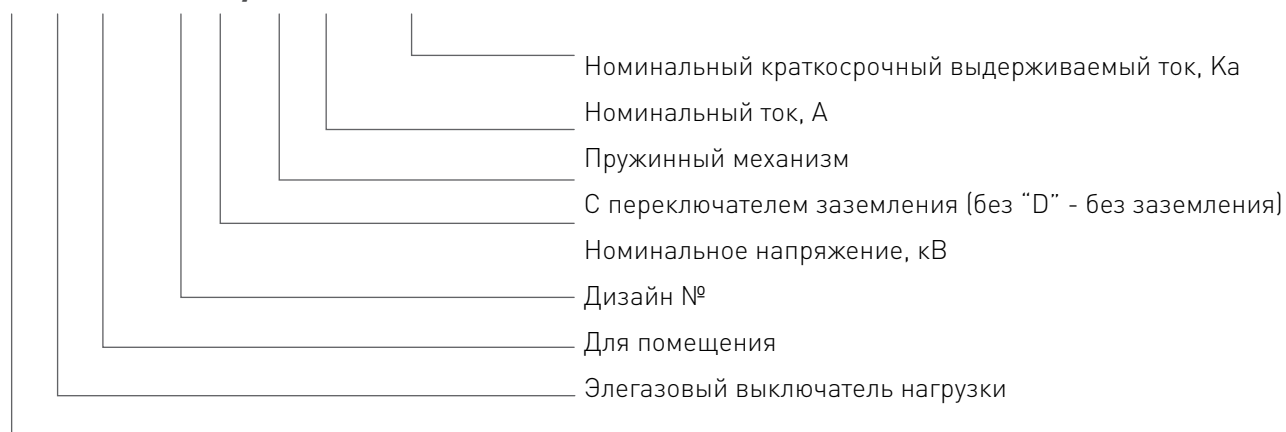 Номинальный краткосрочный выдерживаемый ток, Ka
Номинальный ток, А
Пружинный механизм
С переключателем заземления (без “D” - без заземления)
Номинальное напряжение, кВ
Дизайн №
Для помещения
Элегазовый выключатель нагрузки